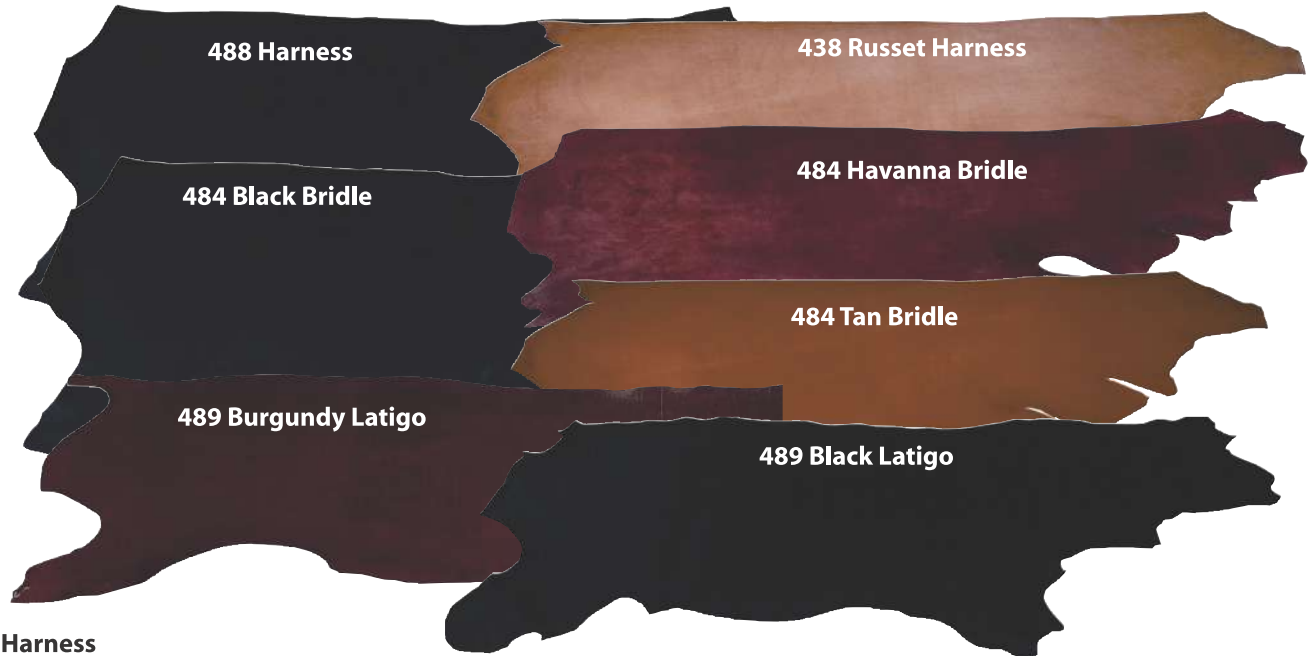 488 Harness
438 Russet Harness
484 Black Bridle
484 Havanna Bridle
484 Tan Bridle
489 Burgundy Latigo
489 Black Latigo
Harness